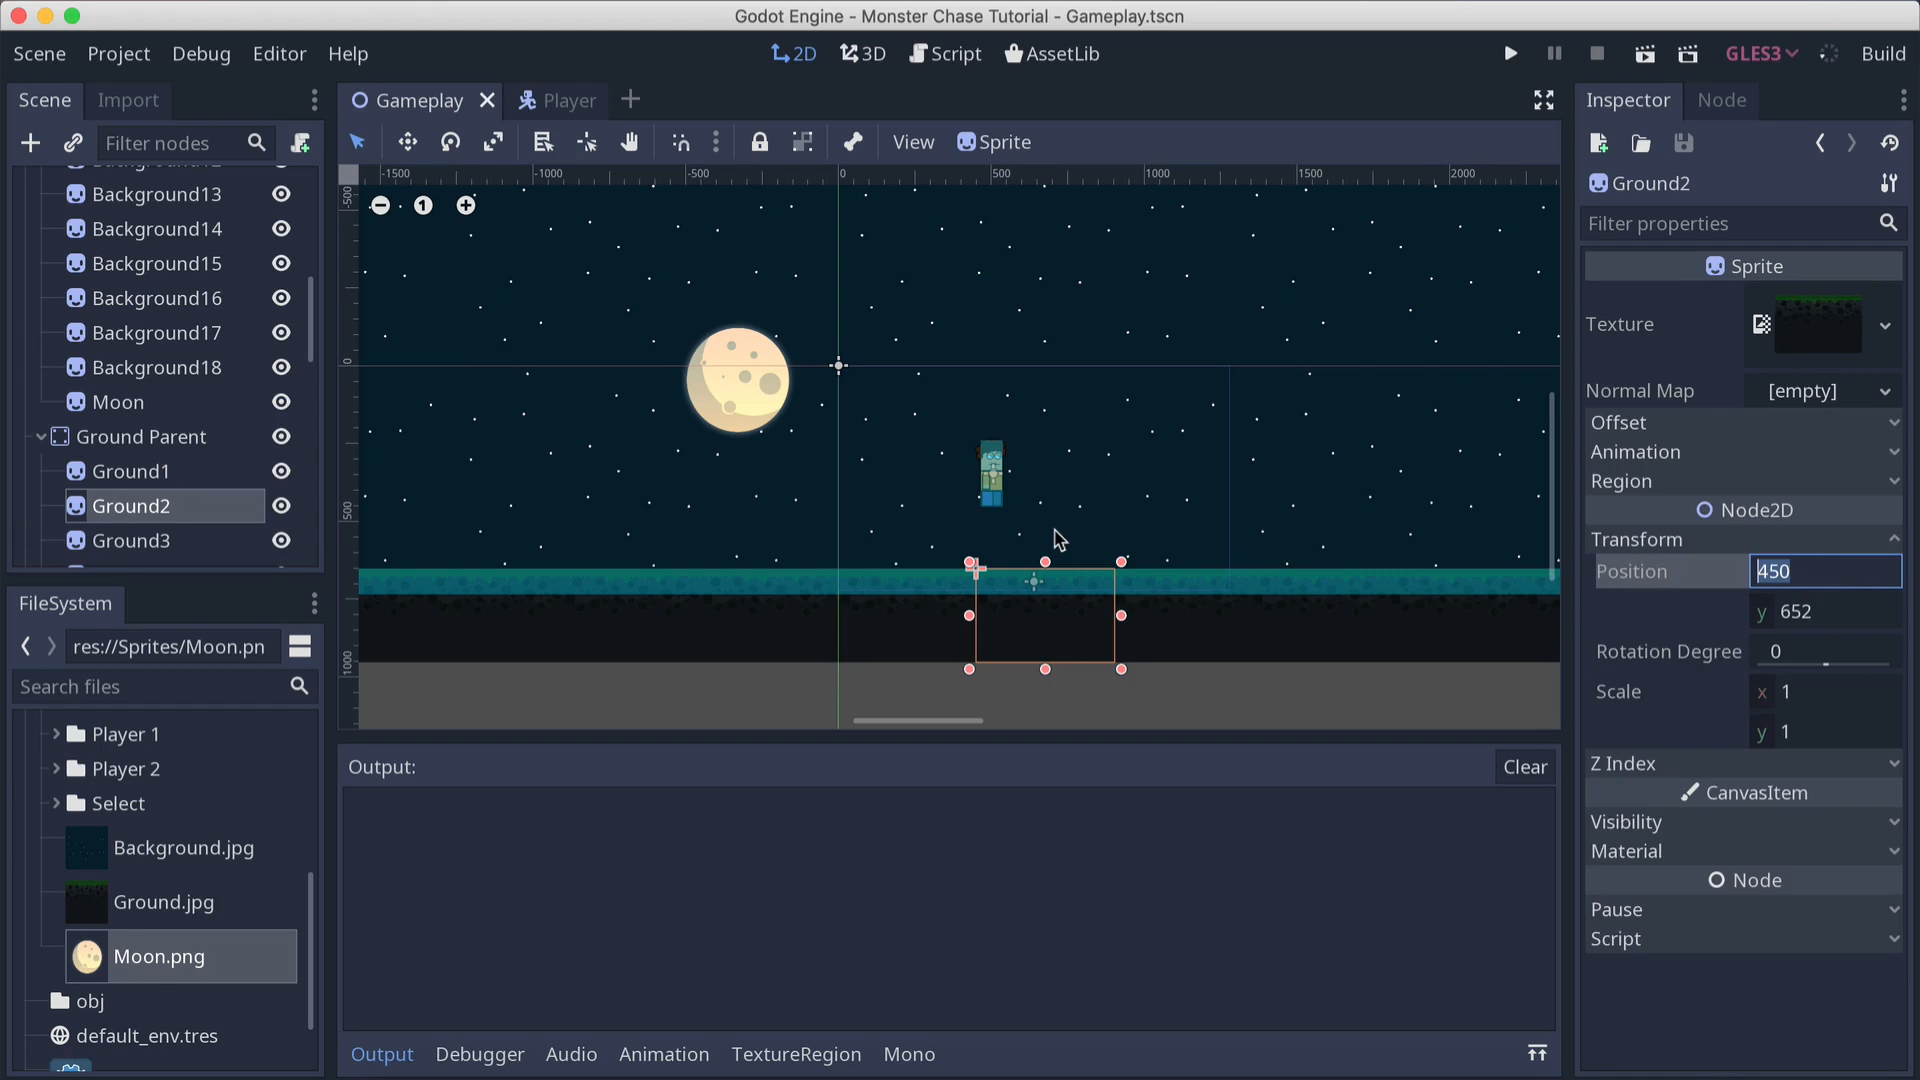 Godot Engine - Monster Chase Tutorial - Gameplay.tscn
Scene Project Debug Editor Help
2D 3D Script AssetLib
GLES3 Build
Scene Import
Filter nodes
Background13
Background14
Background15
Background16
Background17
Background18
Moon
Ground Parent
Ground1
Ground2
Ground3
FileSystem
res://Sprites/Moon.pn
Search files
Player 1
Player 2
Select
Background.jpg
Ground.jpg
Moon.png
obj
default_env.tres
Gameplay Player
View Sprite
-1500 -1000 -500 0 500 1000 1500 2000
-500
0
500
1000
1
Output:
Clear
Output Debugger Audio Animation TextureRegion Mono
Inspector Node
Ground2
Filter properties
Sprite
Texture
Normal Map [empty]
Offset
Animation
Region
Node2D
Transform
Position 450
y 652
Rotation Degree 0
Scale x 1
y 1
Z Index
CanvasItem
Visibility
Material
Node
Pause
Script